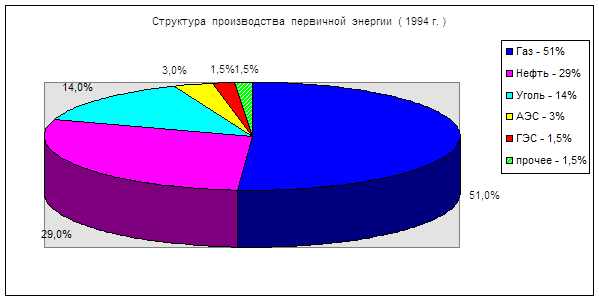 Структура производства первичной энергии ( 1994 г. )
Газ - 51%
Нефть - 29%
Уголь - 14%
АЭС - 3%
ГЭС - 1,5%
прочее - 1,5%
14,0%
3,0%
1,5%
1,5%
51,0%
29,0%